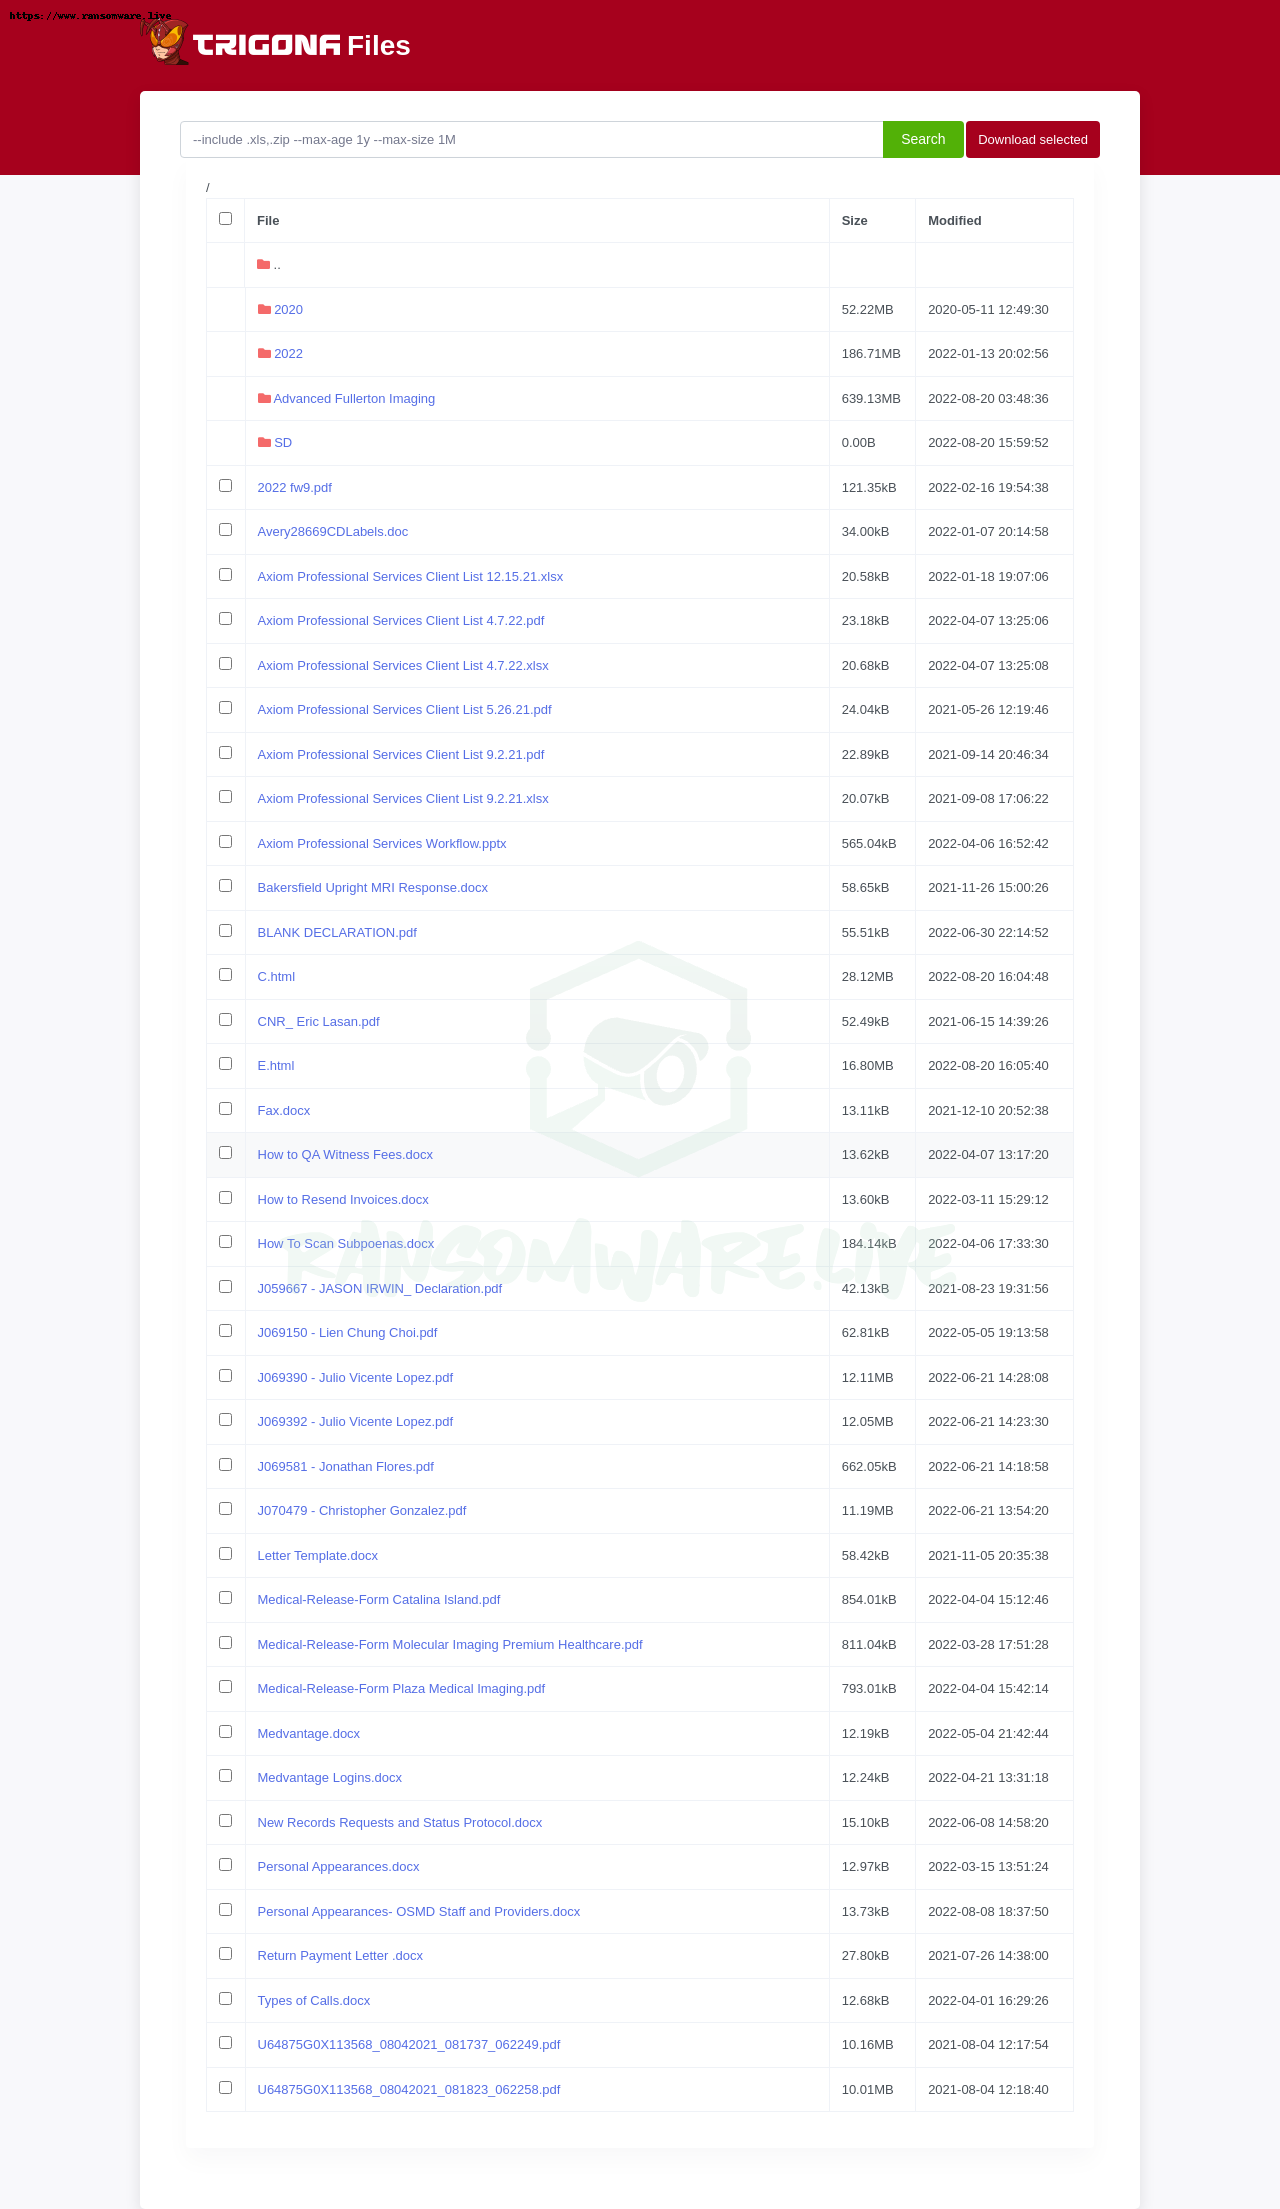 https://www.ransomware.live
TRIGONA Files
--include .xls,.zip --max-age 1y --max-size 1M Search Download selected
/
File Size Modified
..
2020 52.22MB 2020-05-11 12:49:30
2022 186.71MB 2022-01-13 20:02:56
Advanced Fullerton Imaging 639.13MB 2022-08-20 03:48:36
SD 0.00B 2022-08-20 15:59:52
2022 fw9.pdf 121.35kB 2022-02-16 19:54:38
Avery28669CDLabels.doc 34.00kB 2022-01-07 20:14:58
Axiom Professional Services Client List 12.15.21.xlsx 20.58kB 2022-01-18 19:07:06
Axiom Professional Services Client List 4.7.22.pdf 23.18kB 2022-04-07 13:25:06
Axiom Professional Services Client List 4.7.22.xlsx 20.68kB 2022-04-07 13:25:08
Axiom Professional Services Client List 5.26.21.pdf 24.04kB 2021-05-26 12:19:46
Axiom Professional Services Client List 9.2.21.pdf 22.89kB 2021-09-14 20:46:34
Axiom Professional Services Client List 9.2.21.xlsx 20.07kB 2021-09-08 17:06:22
Axiom Professional Services Workflow.pptx 565.04kB 2022-04-06 16:52:42
Bakersfield Upright MRI Response.docx 58.65kB 2021-11-26 15:00:26
BLANK DECLARATION.pdf 55.51kB 2022-06-30 22:14:52
C.html 28.12MB 2022-08-20 16:04:48
CNR_ Eric Lasan.pdf 52.49kB 2021-06-15 14:39:26
E.html 16.80MB 2022-08-20 16:05:40
Fax.docx 13.11kB 2021-12-10 20:52:38
How to QA Witness Fees.docx 13.62kB 2022-04-07 13:17:20
How to Resend Invoices.docx 13.60kB 2022-03-11 15:29:12
How To Scan Subpoenas.docx 184.14kB 2022-04-06 17:33:30
RANSOMWARE.LIVE
J059667 - JASON IRWIN_ Declaration.pdf 42.13kB 2021-08-23 19:31:56
J069150 - Lien Chung Choi.pdf 62.81kB 2022-05-05 19:13:58
J069390 - Julio Vicente Lopez.pdf 12.11MB 2022-06-21 14:28:08
J069392 - Julio Vicente Lopez.pdf 12.05MB 2022-06-21 14:23:30
J069581 - Jonathan Flores.pdf 662.05kB 2022-06-21 14:18:58
J070479 - Christopher Gonzalez.pdf 11.19MB 2022-06-21 13:54:20
Letter Template.docx 58.42kB 2021-11-05 20:35:38
Medical-Release-Form Catalina Island.pdf 854.01kB 2022-04-04 15:12:46
Medical-Release-Form Molecular Imaging Premium Healthcare.pdf 811.04kB 2022-03-28 17:51:28
Medical-Release-Form Plaza Medical Imaging.pdf 793.01kB 2022-04-04 15:42:14
Medvantage.docx 12.19kB 2022-05-04 21:42:44
Medvantage Logins.docx 12.24kB 2022-04-21 13:31:18
New Records Requests and Status Protocol.docx 15.10kB 2022-06-08 14:58:20
Personal Appearances.docx 12.97kB 2022-03-15 13:51:24
Personal Appearances- OSMD Staff and Providers.docx 13.73kB 2022-08-08 18:37:50
Return Payment Letter .docx 27.80kB 2021-07-26 14:38:00
Types of Calls.docx 12.68kB 2022-04-01 16:29:26
U64875G0X113568_08042021_081737_062249.pdf 10.16MB 2021-08-04 12:17:54
U64875G0X113568_08042021_081823_062258.pdf 10.01MB 2021-08-04 12:18:40